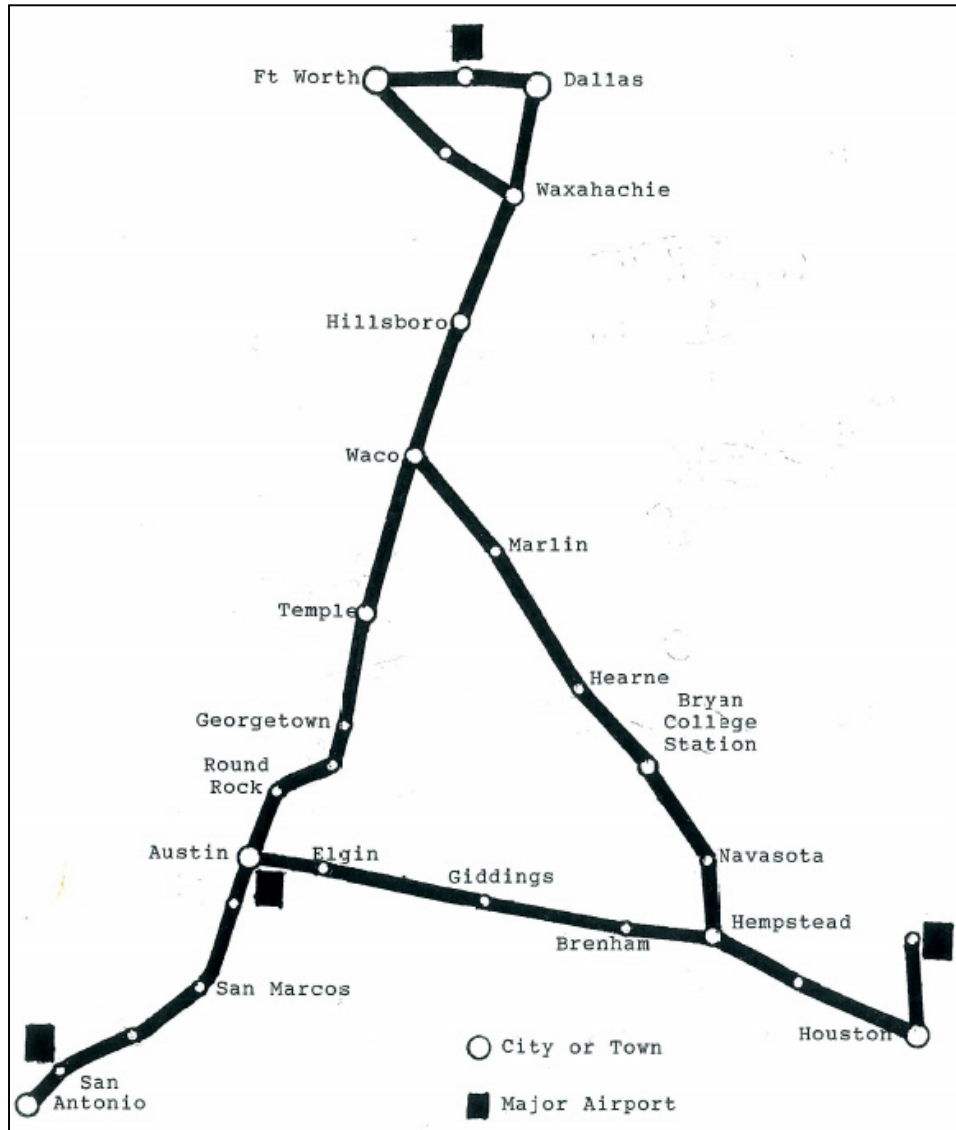 Ft Worth
Dallas
Waxahachie
Hillsboro
Waco
Marlin
Temple
Hearne
Bryan
College
Station
Georgetown
Round
Rock
Austin
Elgin
Giddings
Navasota
Brenham
Hempstead
San Marcos
Houston
City or Town
San
Antonio
Major Airport